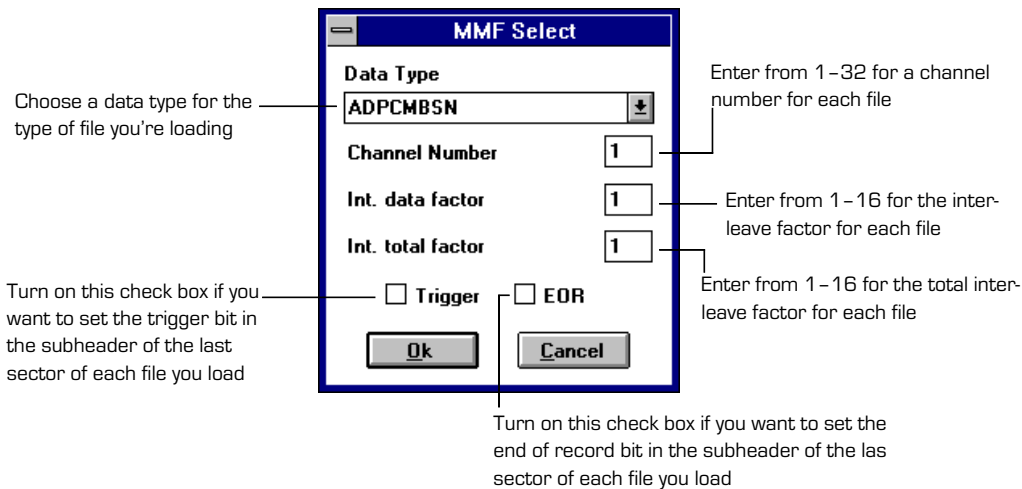 MMF Select
Data Type
ADPCMBSN
Channel Number 1
Int. data factor 1
Int. total factor 1
Trigger EOR
Ok Cancel
Choose a data type for the
type of file you're loading
Enter from 1–32 for a channel
number for each file
Enter from 1–16 for the inter-
leave factor for each file
Enter from 1–16 for the total inter-
leave factor for each file
Turn on this check box if you
want to set the trigger bit in
the subheader of the last
sector of each file you load
Turn on this check box if you want to set the
end of record bit in the subheader of the las
sector of each file you load